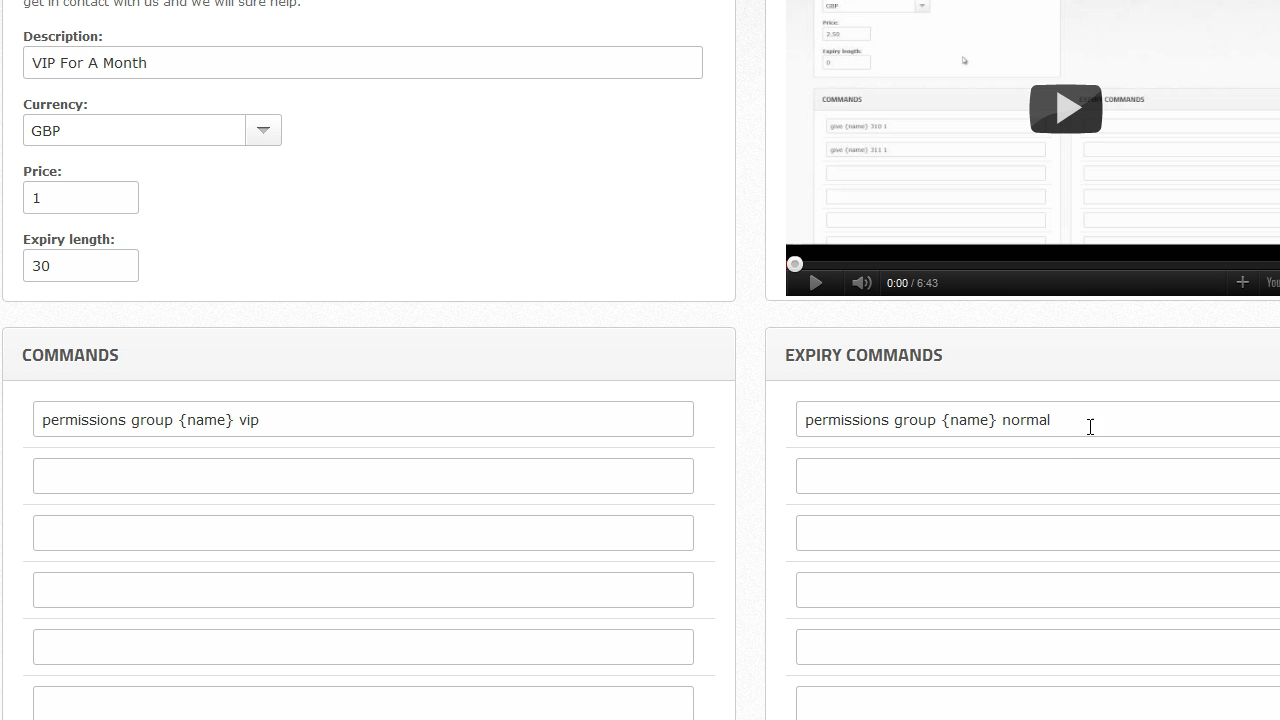 get in contact with us and we will sure help.
Description:
VIP For A Month
Currency:
GBP
Price:
1
Expiry length:
30
GBP
Price:
2.50
Expiry length:
0
COMMANDS
COMMANDS
give {name} 310 1
give {name} 311 1
0:00 / 6:43
You
COMMANDS
permissions group {name} vip
EXPIRY COMMANDS
permissions group {name} normal